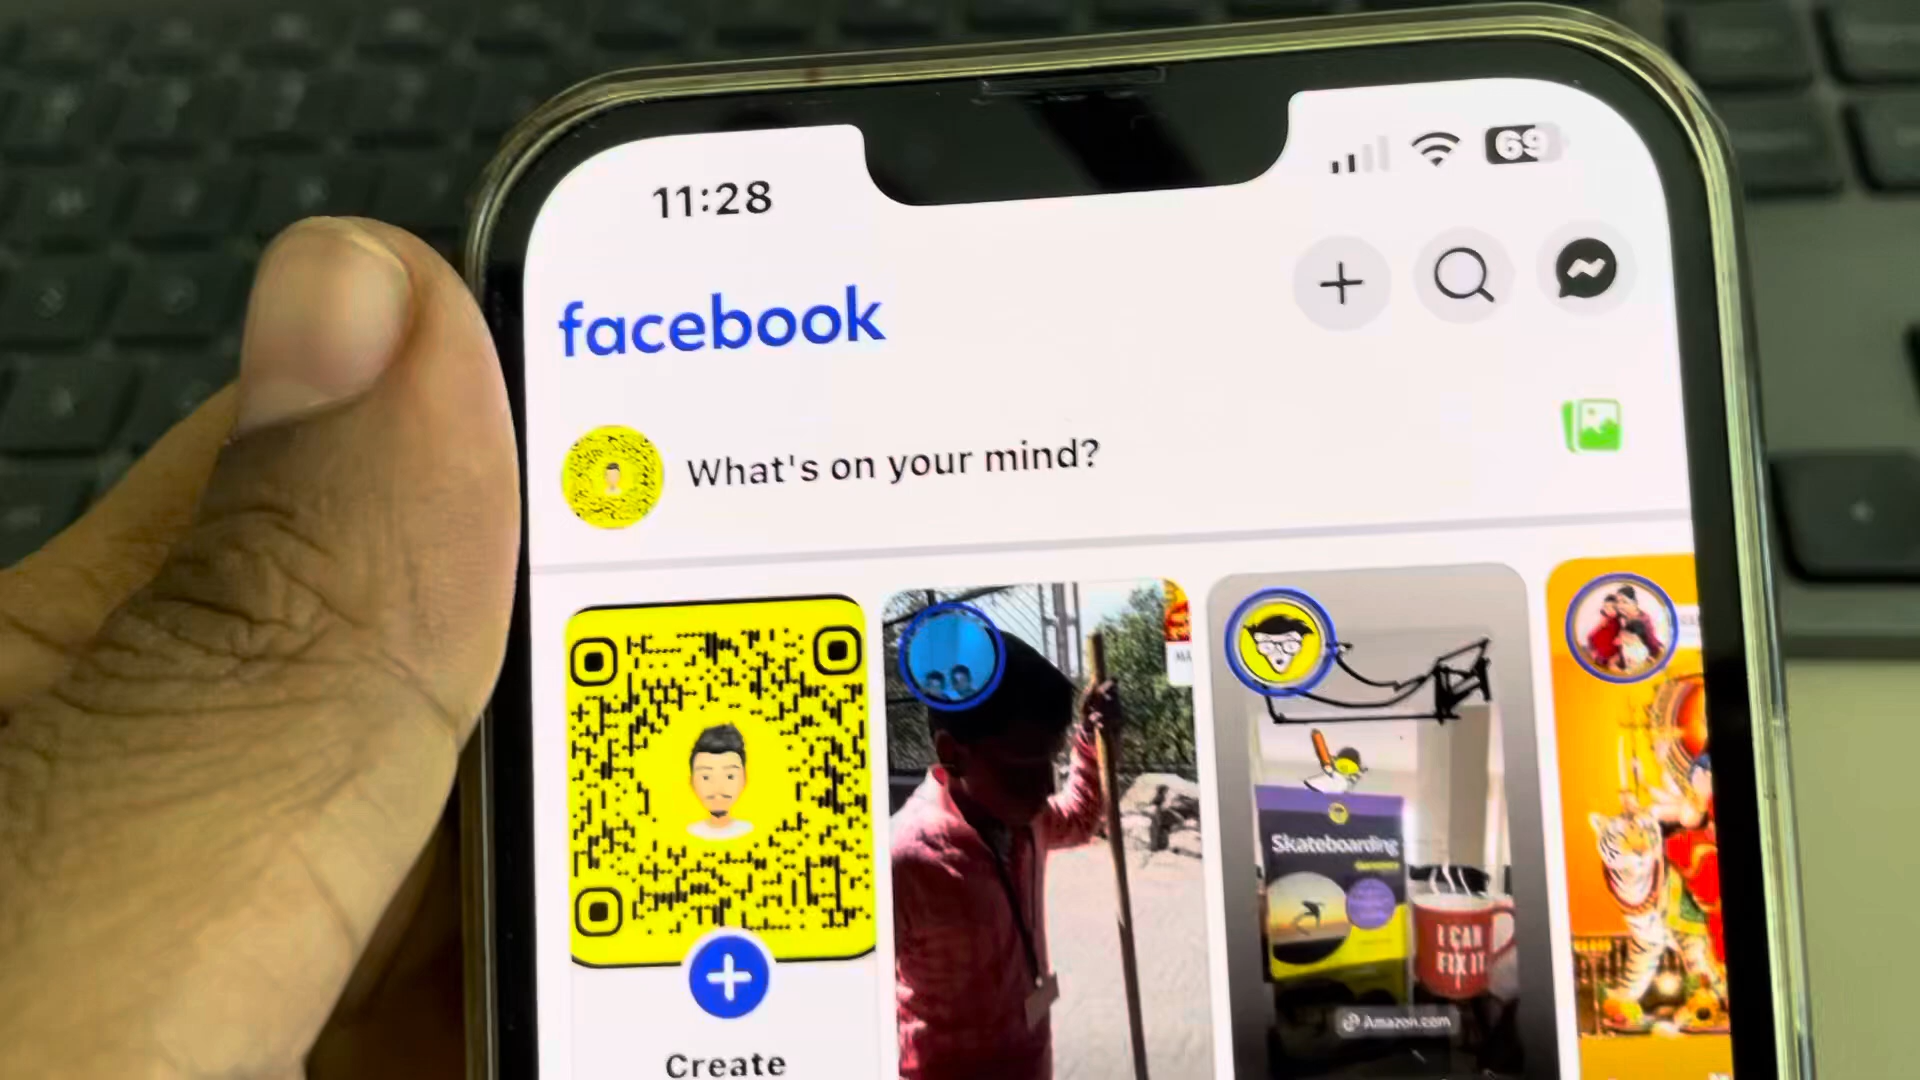 11:28
69
facebook
What's on your mind?
Skateboarding
I CAN
FIX IT
Amazon.com
Create